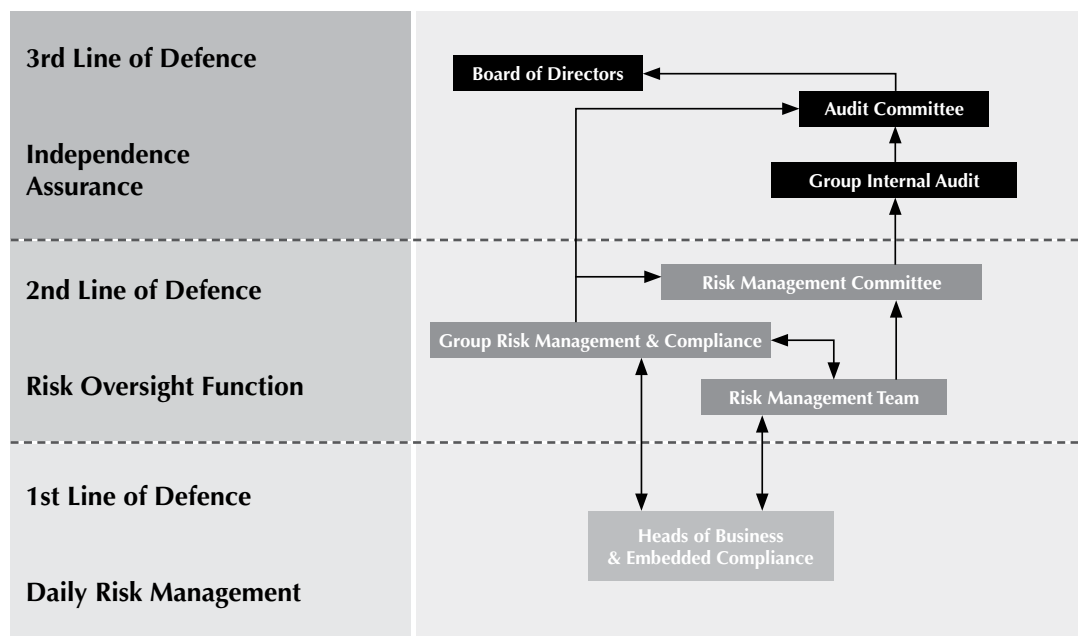 3rd Line of Defence
Independence
Assurance
Board of Directors
Audit Committee
Group Internal Audit
2nd Line of Defence
Risk Oversight Function
Risk Management Committee
Group Risk Management & Compliance
Risk Management Team
1st Line of Defence
Daily Risk Management
Heads of Business
& Embedded Compliance